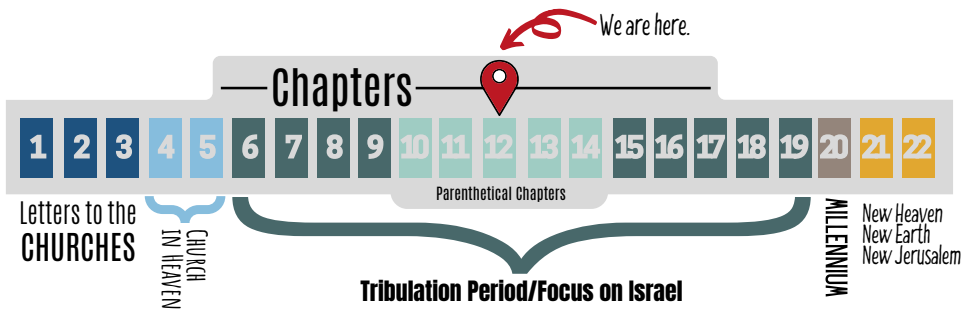 We are here.
Chapters
1 2 3 4 5 6 7 8 9 10 11 12 13 14 15 16 17 18 19 20 21 22
Parenthetical Chapters
Letters to the
CHURCHES
CHURCH
IN HEAVEN
Tribulation Period/Focus on Israel
MILLENNIUM
New Heaven
New Earth
New Jerusalem